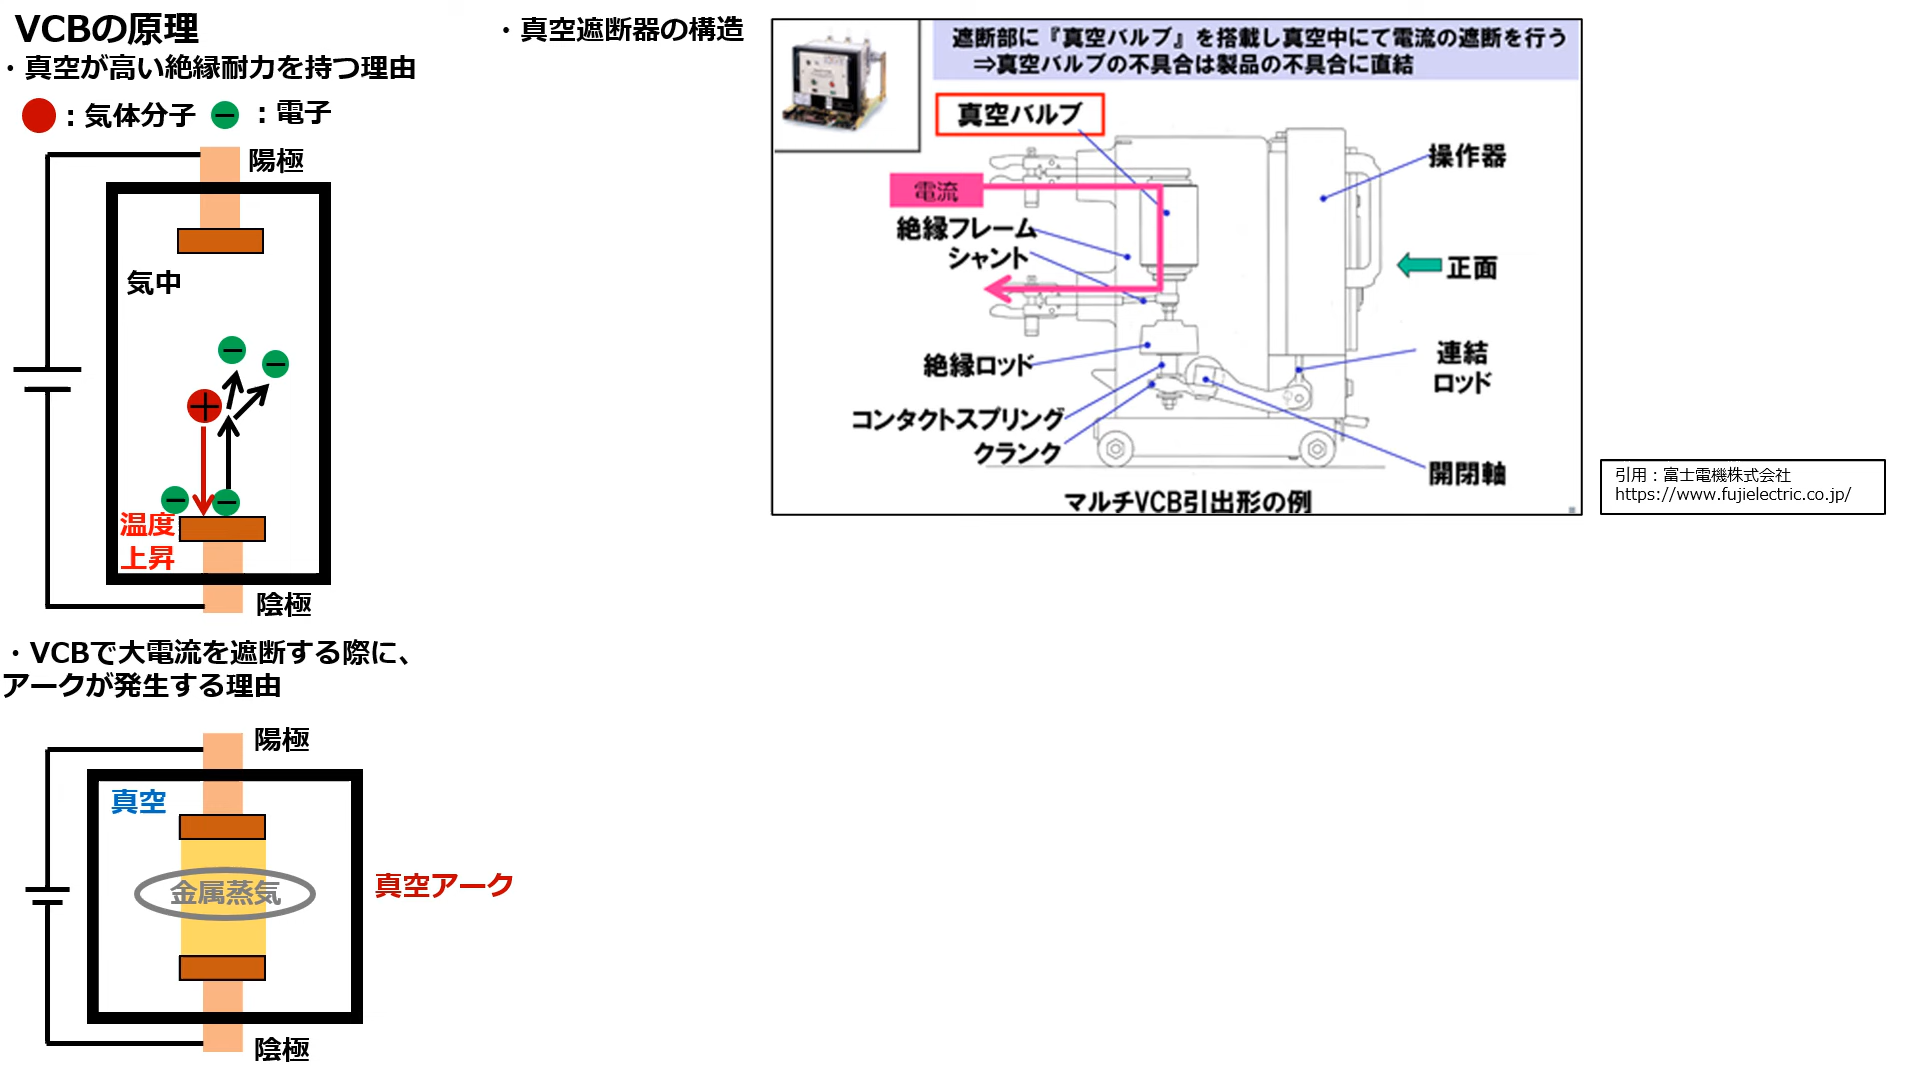 VCBの原理
・真空が高い絶縁耐力を持つ理由
：気体分子
：電子
陽極
気中
温度
上昇
陰極
・VCBで大電流を遮断する際に、
アークが発生する理由
陽極
真空
金属蒸気
真空アーク
陰極
・真空遮断器の構造
遮断部に『真空バルブ』を搭載し真空中にて電流の遮断を行う
⇒真空バルブの不具合は製品の不具合に直結
真空バルブ
操作器
電流
絶縁フレーム
シャント
正面
絶縁ロッド
連結
ロッド
コンタクトスプリング
クランク
開閉軸
マルチVCB引出形の例
引用：富士電機株式会社
https://www.fujielectric.co.jp/